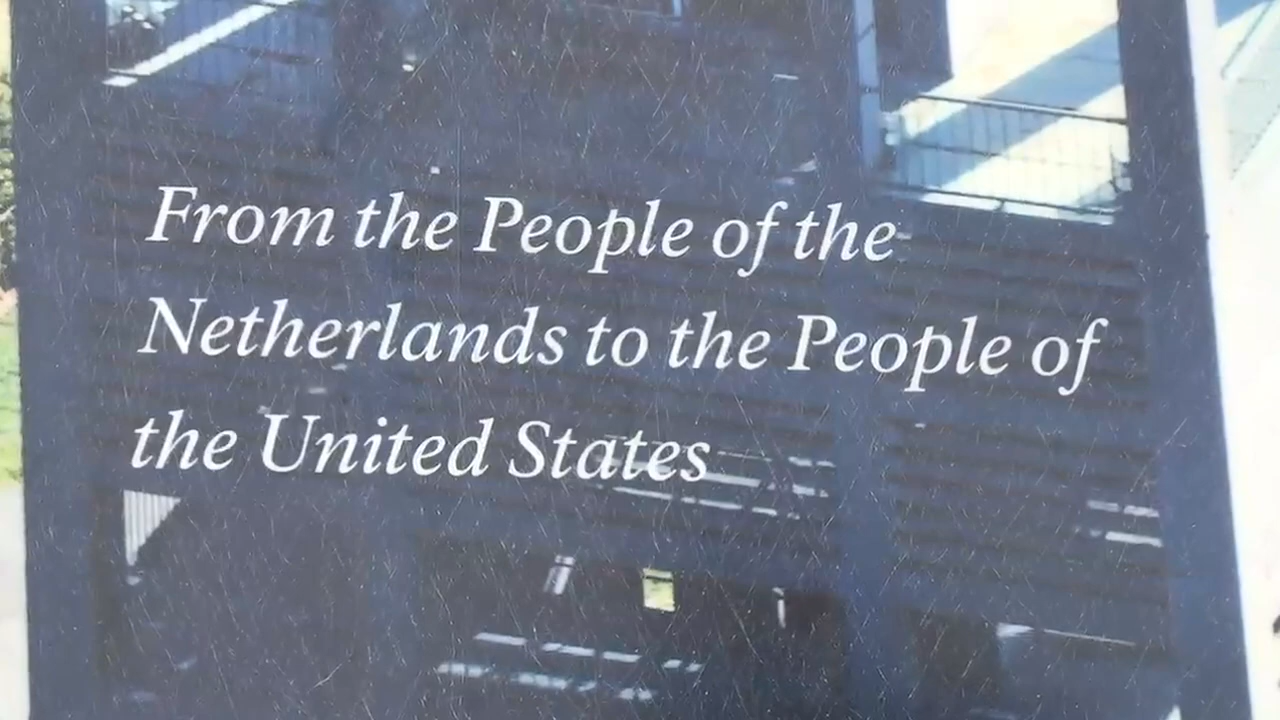 From the People of the
Netherlands to the People of
the United States